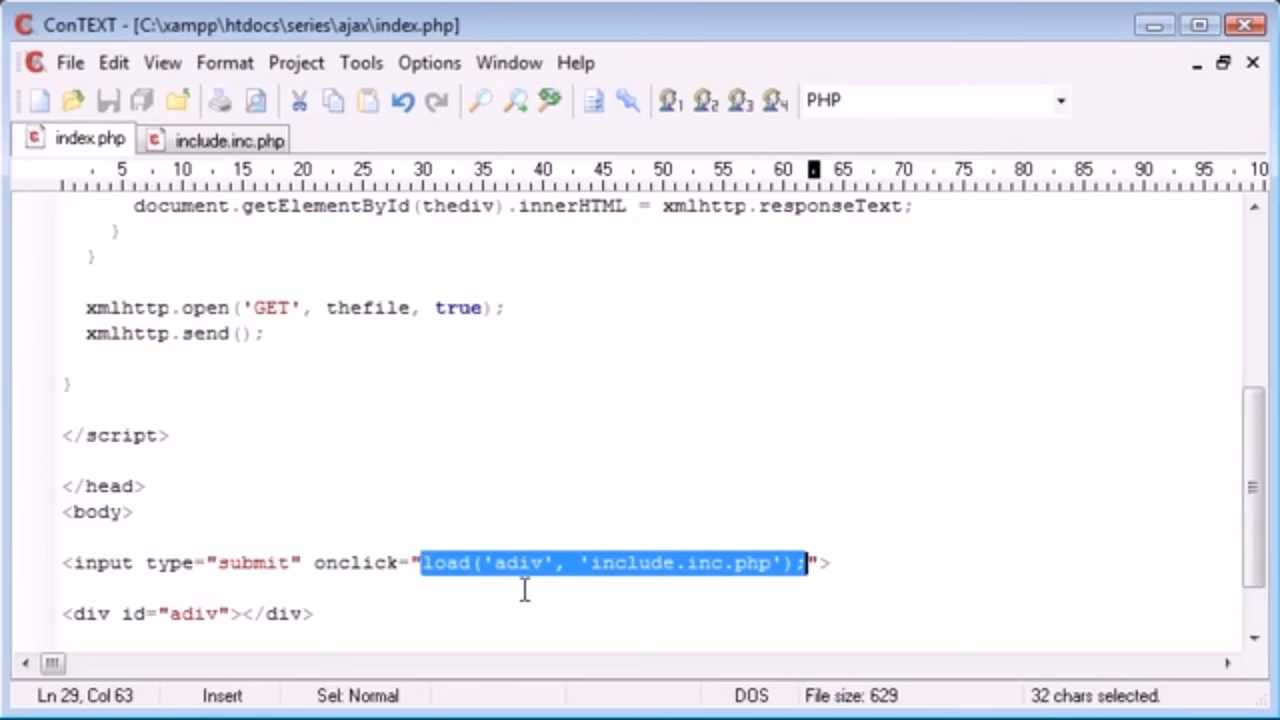 ConTEXT - [C:\xampp\htdocs\series\ajax\index.php]
File Edit View Format Project Tools Options Window Help
PHP
index.php include.inc.php
5 10 15 20 25 30 35 40 45 50 55 60 65 70 75 80 85 90 95 100
document.getElementById(thediv).innerHTML = xmlhttp.responseText;
}
}
xmlhttp.open('GET', thefile, true);
xmlhttp.send();
}
</script>
</head>
<body>
<input type="submit" onclick="load('adiv', 'include.inc.php');">
<div id="adiv"></div>
Ln 29, Col 63 Insert Sel: Normal DOS File size: 629 32 chars selected.